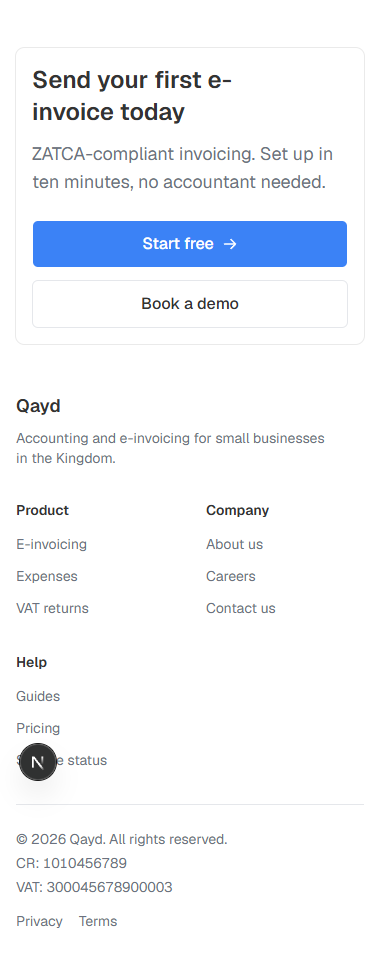 Send your first e-
invoice today
ZATCA-compliant invoicing. Set up in
ten minutes, no accountant needed.
Start free →
Book a demo
Qayd
Accounting and e-invoicing for small businesses
in the Kingdom.
Product
E-invoicing
Expenses
VAT returns
Company
About us
Careers
Contact us
Help
Guides
Pricing
status
N
© 2026 Qayd. All rights reserved.
CR: 1010456789
VAT: 300045678900003
Privacy Terms